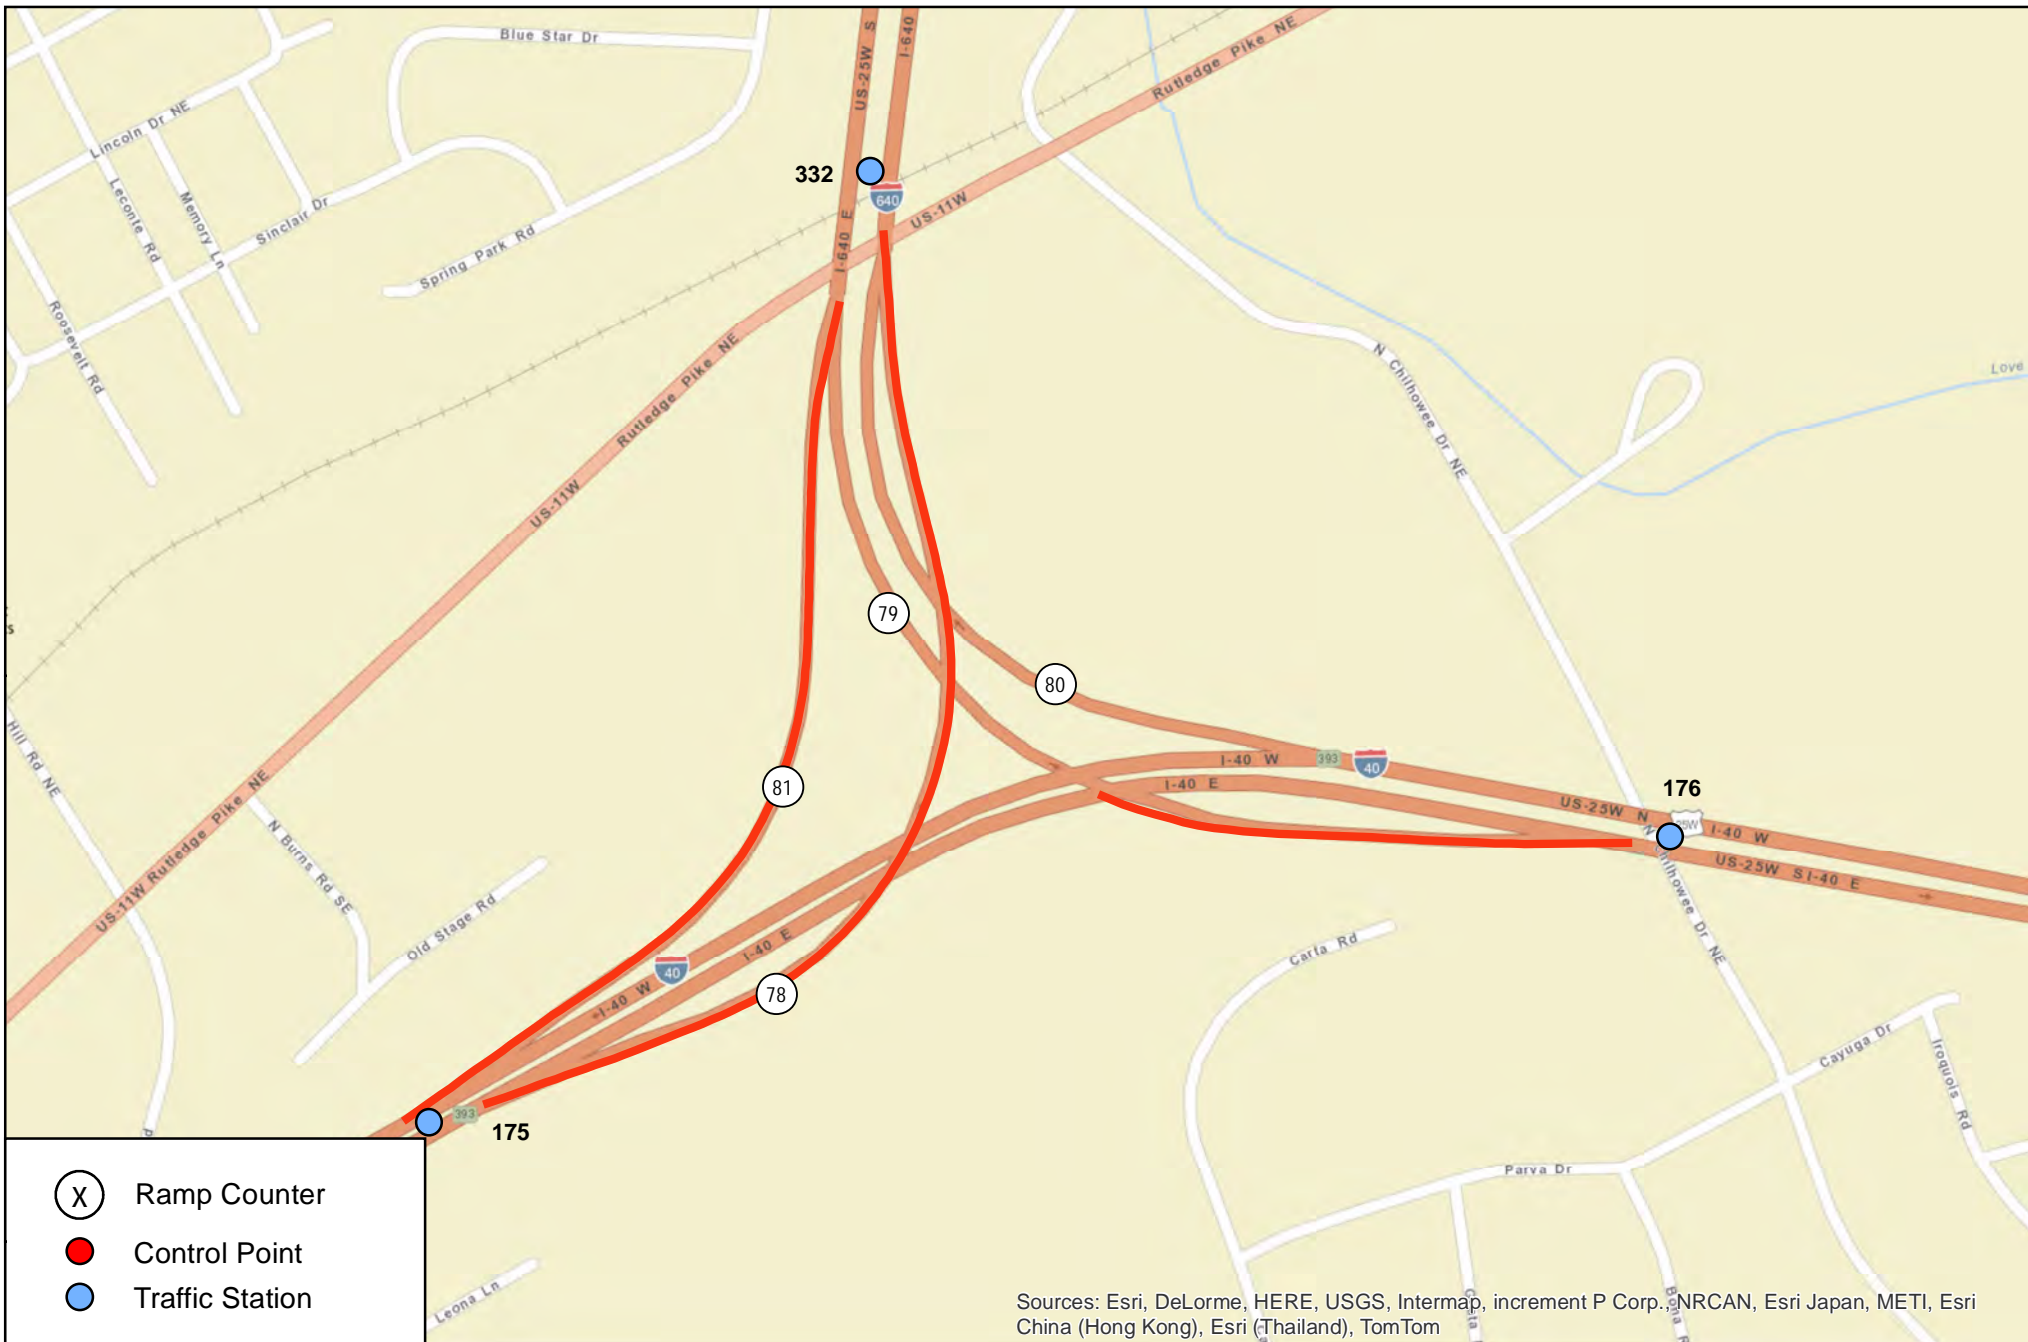 Blue Star Dr
US-25W S
I-640
Rutledge Pike NE
Lincoln Dr NE
Leconte Rd
Memory Ln
Sinclair Dr
Spring Park Rd
332
640
US-11W
I-640 E
Roosevelt Rd
Rutledge Pike NE
N Chilhowee Dr NE
Love
US-11W
s
79
80
Hill Rd NE
81
I-40 W
393
40
I-40 E
176
US-25W N
25W
I-40 W
N
US-25W S
I-40 E
US-11W Rutledge Pike NE
N Burns Rd SE
Old Stage Rd
I-40 E
40
I-40 W
78
Carta Rd
Chilhowee Dr NE
393
175
Cayuga Dr
Iroquois Rd
Parva Dr
X Ramp Counter
Control Point
Traffic Station
Leona Ln
Sources: Esri, DeLorme, HERE, USGS, Intermap, increment P Corp., NRCAN, Esri Japan, METI, Esri
China (Hong Kong), Esri (Thailand), TomTom